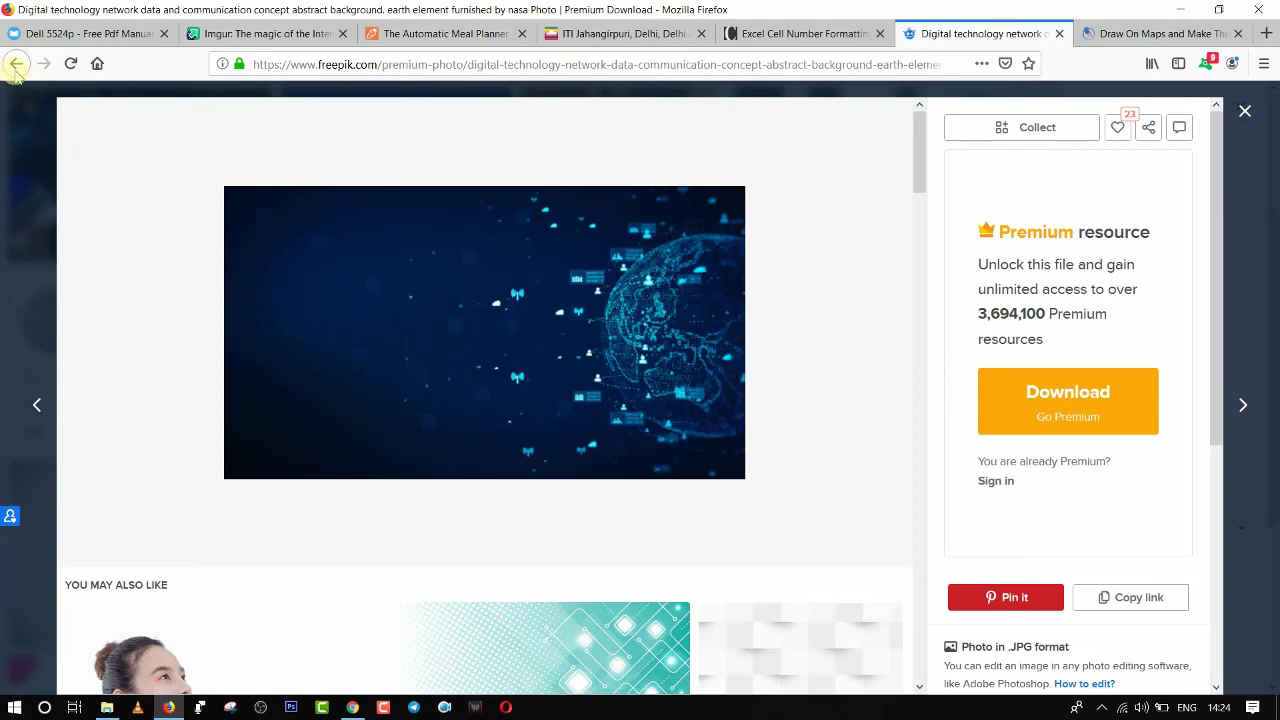 Digital technology network data and communication concept abstract background. earth element furnished by nasa Photo | Premium Download - Mozilla Firefox
Dell 5524p - Free Pdf Manual
Imgur: The magic of the Inter
The Automatic Meal Planner
ITI Jahangirpuri, Delhi, Delhi
Excel Cell Number Formatting
Digital technology network d
Draw On Maps and Make The
https://www.freepik.com/premium-photo/digital-technology-network-data-communication-concept-abstract-background-earth-eleme
9
Collect
23
Premium resource
Unlock this file and gain
unlimited access to over
3,694,100 Premium
resources
Download
Go Premium
You are already Premium?
Sign in
YOU MAY ALSO LIKE
Pin it
Copy link
Photo in .JPG format
You can edit an image in any photo editing software,
like Adobe Photoshop. How to edit?
Ps
ENG
14:24